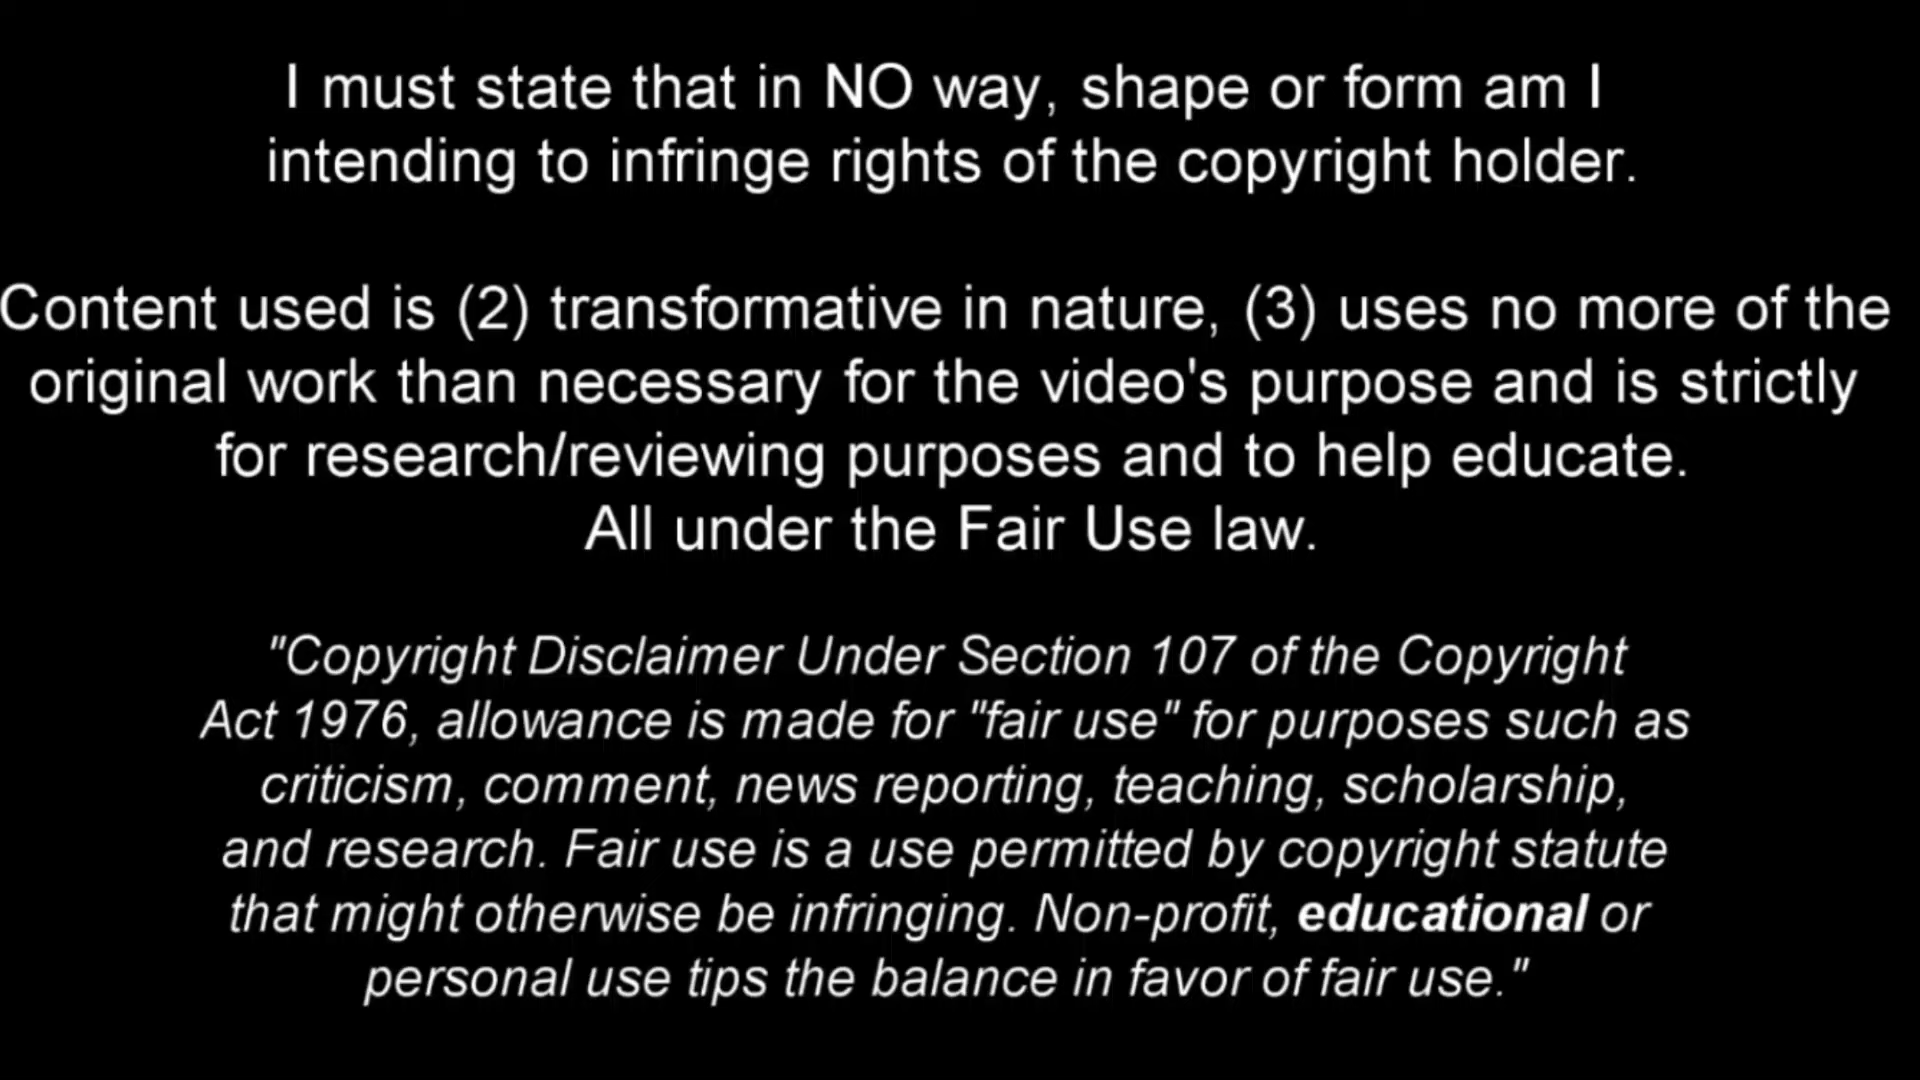 I must state that in NO way, shape or form am I
intending to infringe rights of the copyright holder.
Content used is (2) transformative in nature, (3) uses no more of the
original work than necessary for the video's purpose and is strictly
for research/reviewing purposes and to help educate.
All under the Fair Use law.
"Copyright Disclaimer Under Section 107 of the Copyright
Act 1976, allowance is made for "fair use" for purposes such as
criticism, comment, news reporting, teaching, scholarship,
and research. Fair use is a use permitted by copyright statute
that might otherwise be infringing. Non-profit, educational or
personal use tips the balance in favor of fair use."